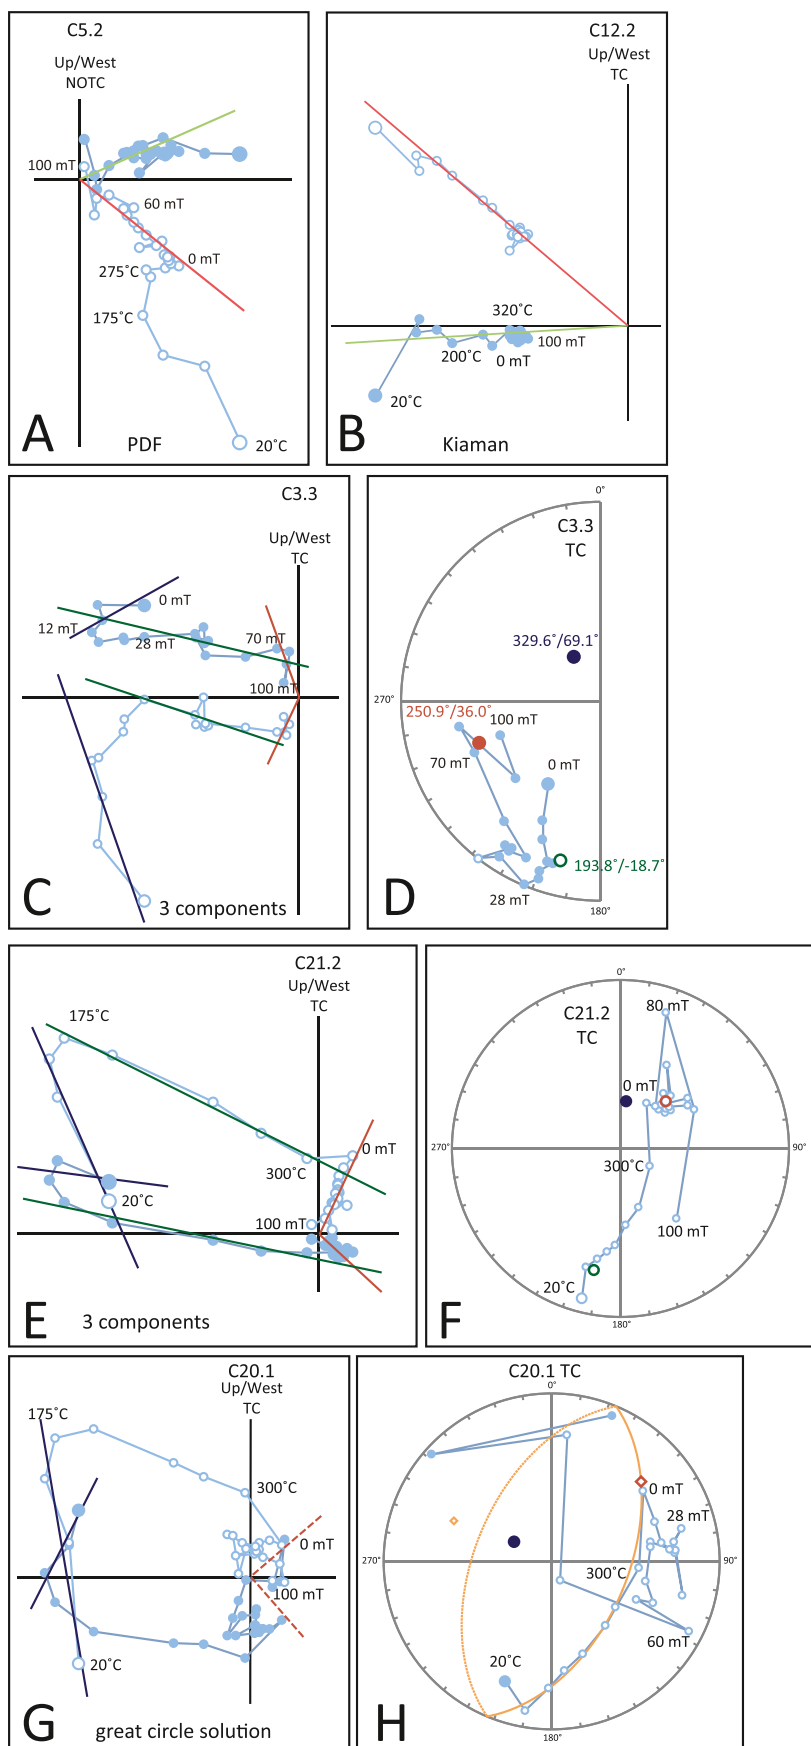 C5.2
Up/West
NOTC
100 mT
60 mT
0 mT
275˚C
175˚C
20˚C
A
PDF
C12.2
Up/West
TC
320˚C
100 mT
200˚C
0 mT
20˚C
B
Kiaman
C3.3
Up/West
TC
0 mT
12 mT
28 mT
70 mT
100 mT
C
3 components
0˚
C3.3
TC
329.6˚/69.1˚
270˚
250.9˚/36.0˚
100 mT
70 mT
0 mT
193.8˚/-18.7˚
28 mT
D
180˚
C21.2
Up/West
TC
175˚C
0 mT
300˚C
20˚C
100 mT
E
3 components
0˚
80 mT
C21.2
TC
0 mT
270˚
90˚
300˚C
100 mT
20˚C
F
180˚
C20.1
Up/West
TC
175˚C
300˚C
0 mT
100 mT
20˚C
G
great circle solution
C20.1 TC
0˚
0 mT
28 mT
270˚
300˚C
90˚
60 mT
20˚C
H
180˚